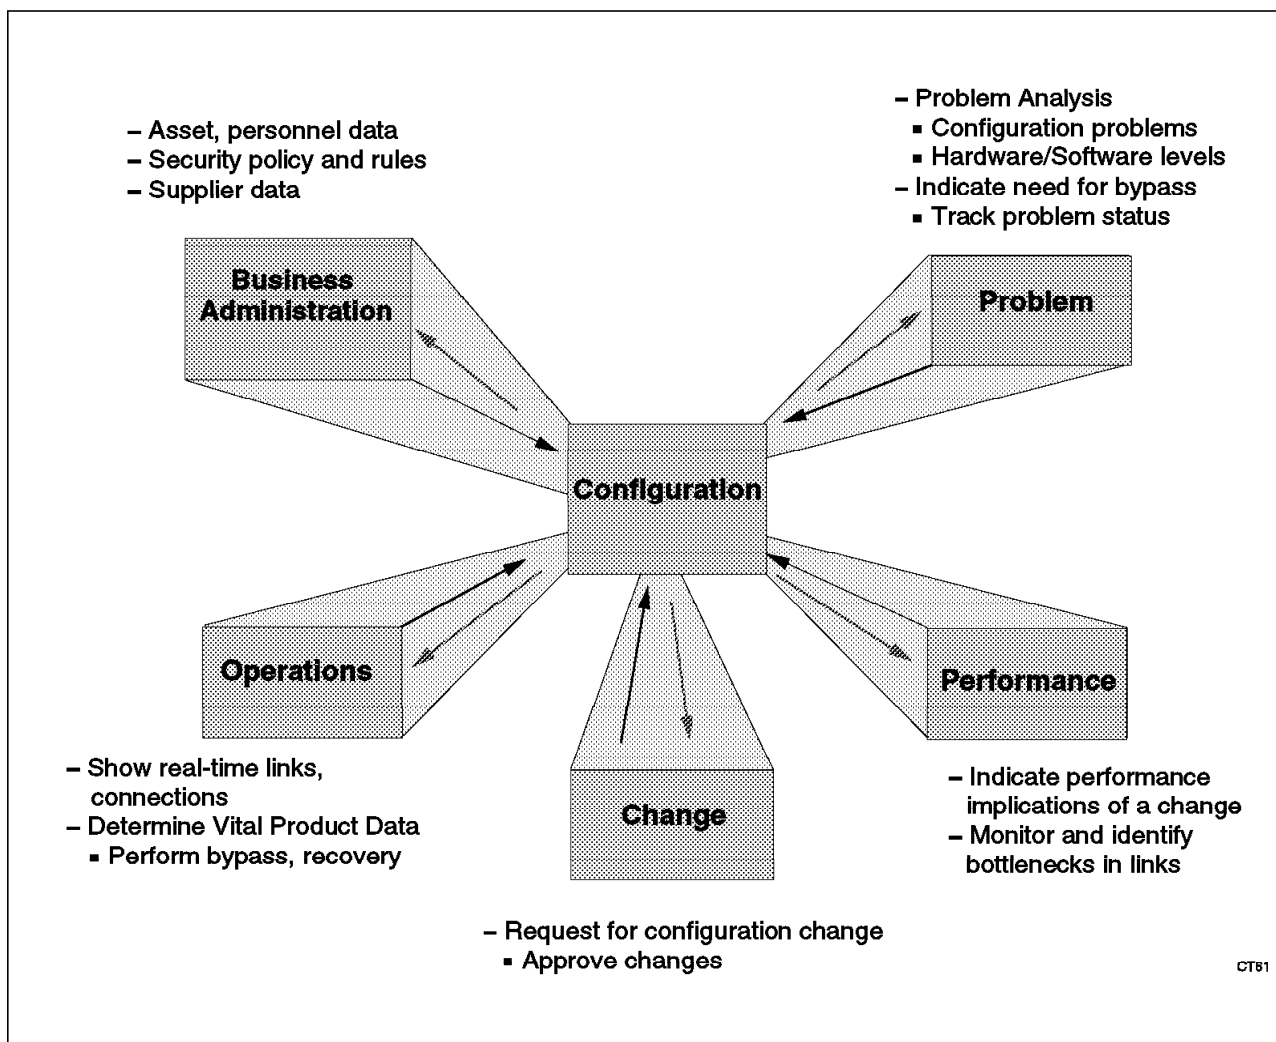 – Asset, personnel data
– Security policy and rules
– Supplier data
– Problem Analysis
▪ Configuration problems
▪ Hardware/Software levels
– Indicate need for bypass
▪ Track problem status
Business
Administration
Problem
Configuration
Operations
Change
Performance
– Show real-time links,
connections
– Determine Vital Product Data
▪ Perform bypass, recovery
– Indicate performance
implications of a change
– Monitor and identify
bottlenecks in links
– Request for configuration change
▪ Approve changes
CT61